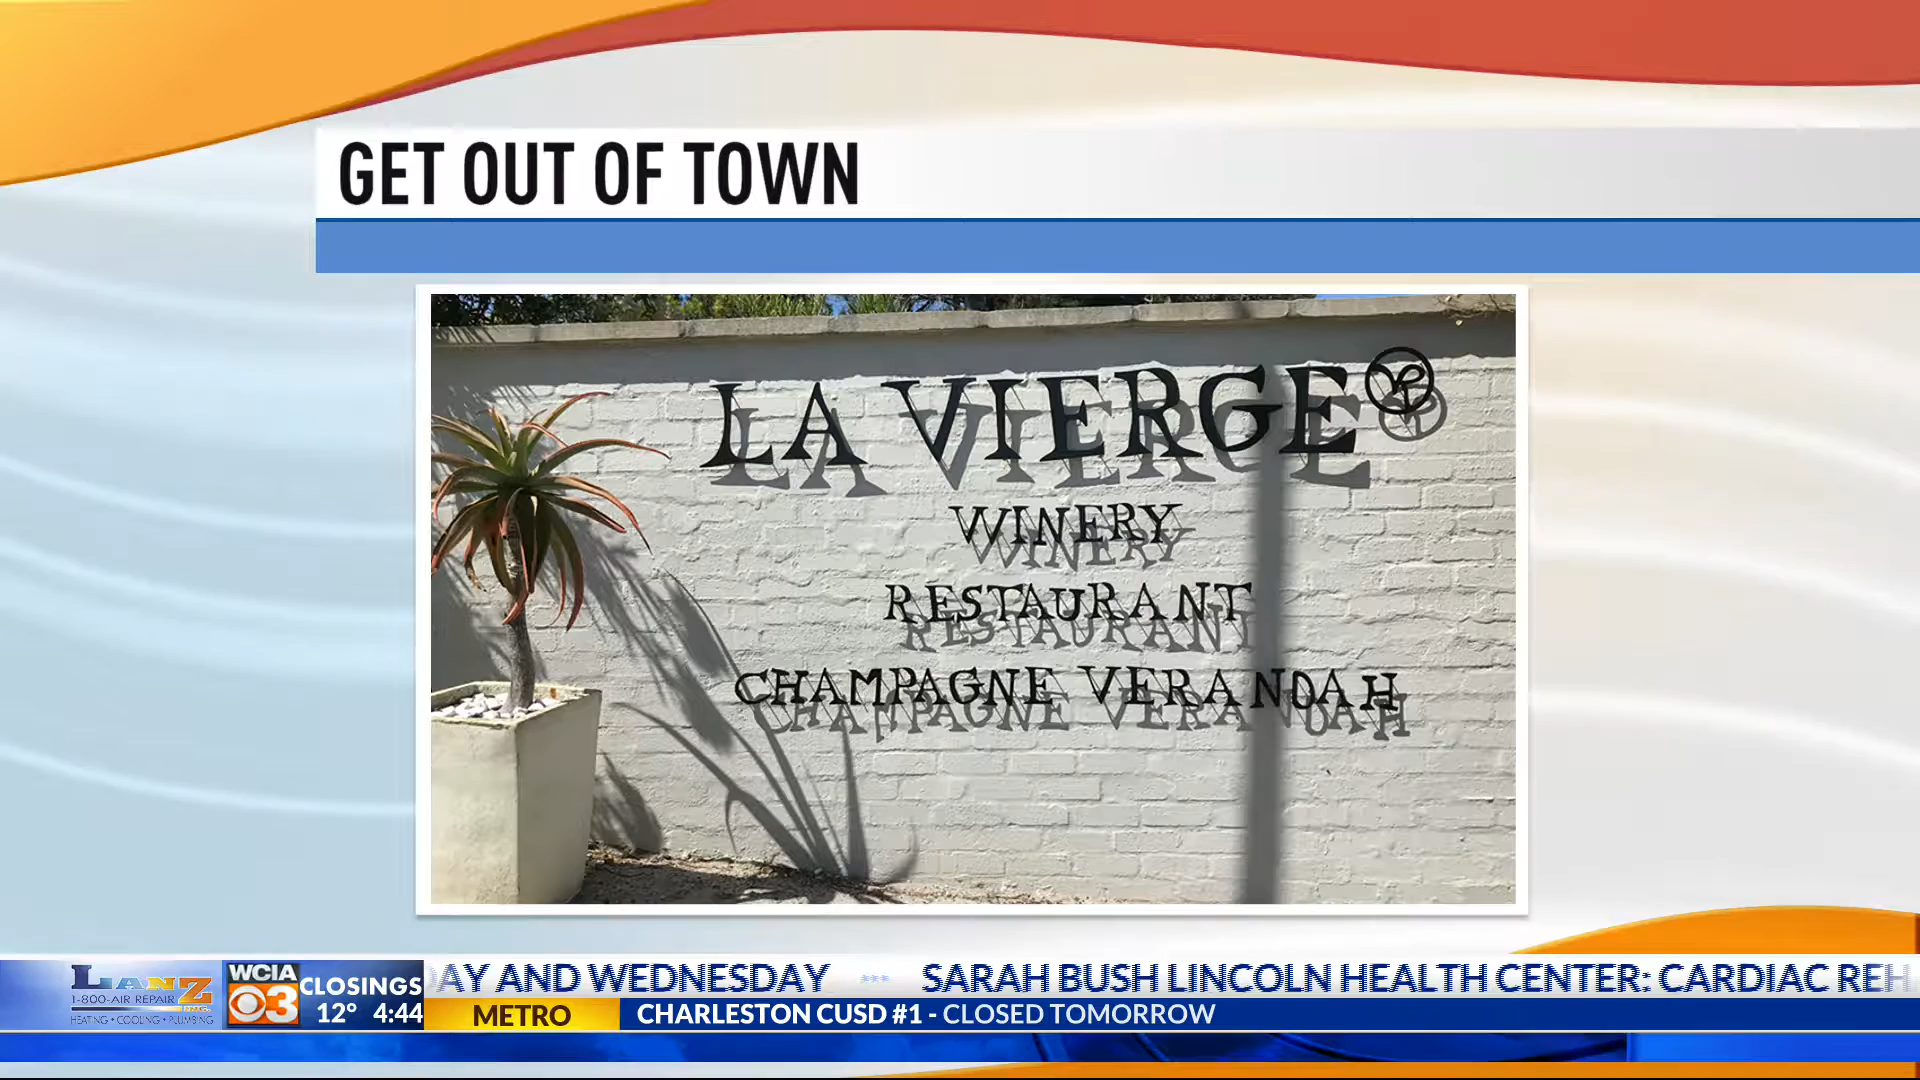 GET OUT OF TOWN
LA VIERGE
WINERY
RESTAURANT
CHAMPAGNE VERANDAH
LANZ INC.
1-800-AIR REPAIR
HEATING • COOLING • PLUMBING
WCIA
3
CLOSINGS
12° 4:44
AY AND WEDNESDAY *** SARAH BUSH LINCOLN HEALTH CENTER: CARDIAC REH
METRO
CHARLESTON CUSD #1 - CLOSED TOMORROW